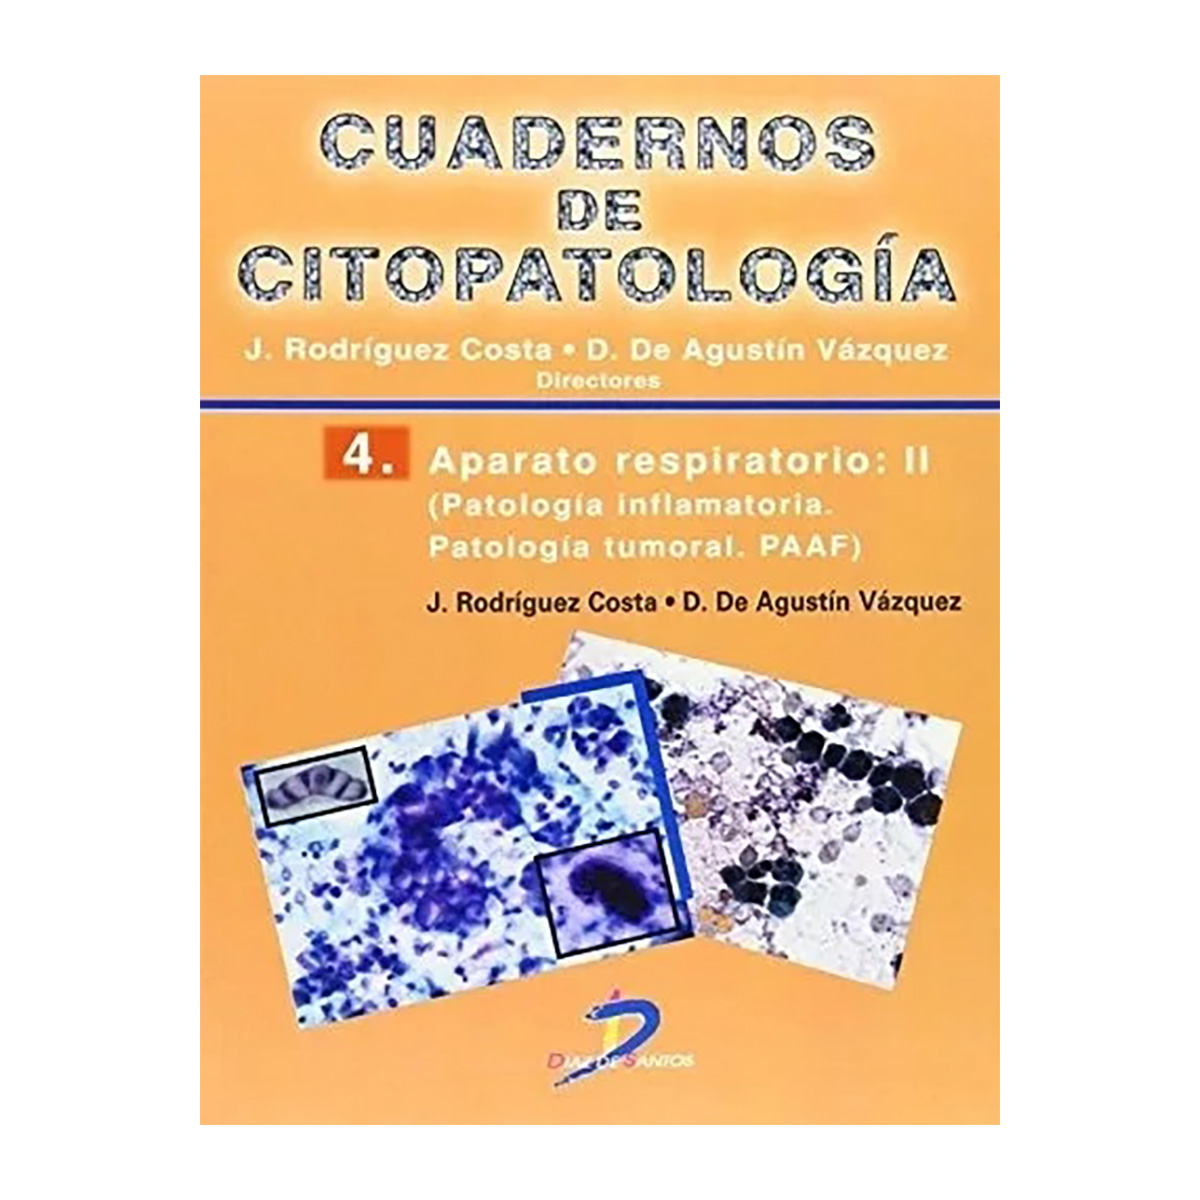 CUADERNOS
DE
CITOPATOLOGÍA
J. Rodríguez Costa • D. De Agustín Vázquez
Directores
4. Aparato respiratorio: II
(Patología inflamatoria.
Patología tumoral. PAAF)
J. Rodríguez Costa • D. De Agustín Vázquez
DIAZ DE SANTOS